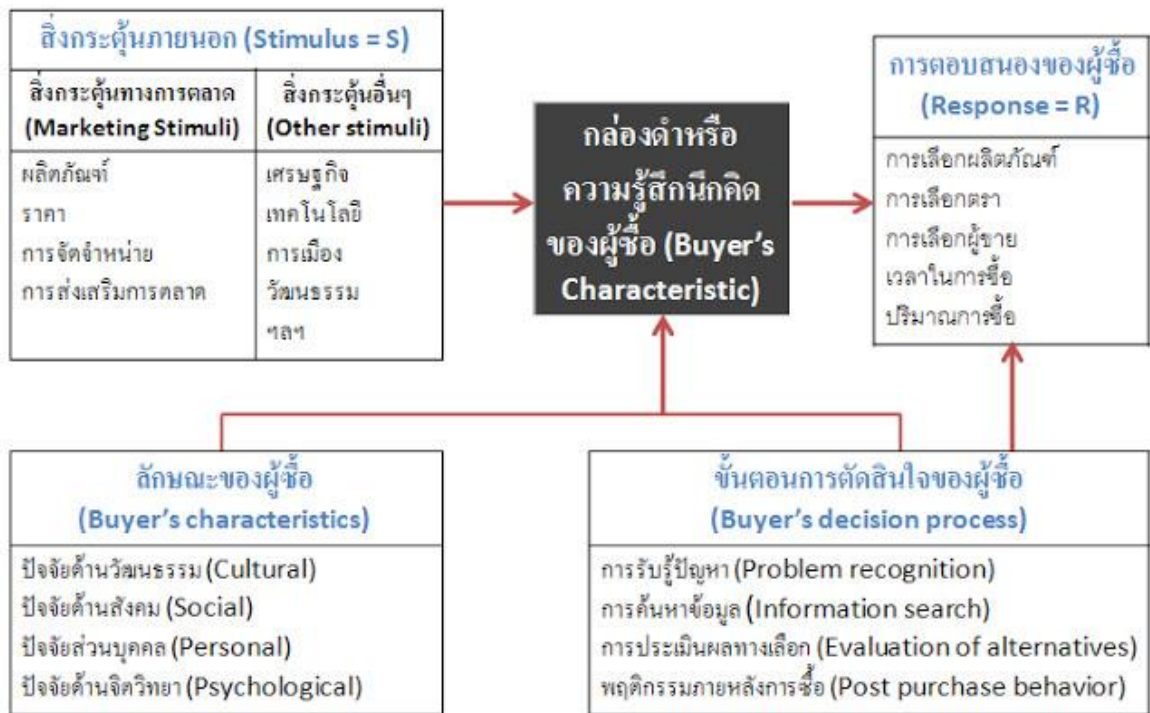 สิ่งกระตุ้นภายนอก (Stimulus = S)
สิ่งกระตุ้นทางการตลาด
(Marketing Stimuli)
ผลิตภัณฑ์
ราคา
การจัดจำหน่าย
การส่งเสริมการตลาด
สิ่งกระตุ้นอื่นๆ
(Other stimuli)
เศรษฐกิจ
เทคโนโลยี
การเมือง
วัฒนธรรม
ฯลฯ
กล่องดำหรือ
ความรู้สึกนึกคิด
ของผู้ซื้อ (Buyer's
Characteristic)
การตอบสนองของผู้ซื้อ
(Response = R)
การเลือกผลิตภัณฑ์
การเลือกตรา
การเลือกผู้ขาย
เวลาในการซื้อ
ปริมาณการซื้อ
ลักษณะของผู้ซื้อ
(Buyer's characteristics)
ปัจจัยด้านวัฒนธรรม (Cultural)
ปัจจัยด้านสังคม (Social)
ปัจจัยส่วนบุคคล (Personal)
ปัจจัยด้านจิตวิทยา (Psychological)
ขั้นตอนการตัดสินใจของผู้ซื้อ
(Buyer's decision process)
การรับรู้ปัญหา (Problem recognition)
การค้นหาข้อมูล (Information search)
การประเมินผลทางเลือก (Evaluation of alternatives)
พฤติกรรมภายหลังการซื้อ (Post purchase behavior)